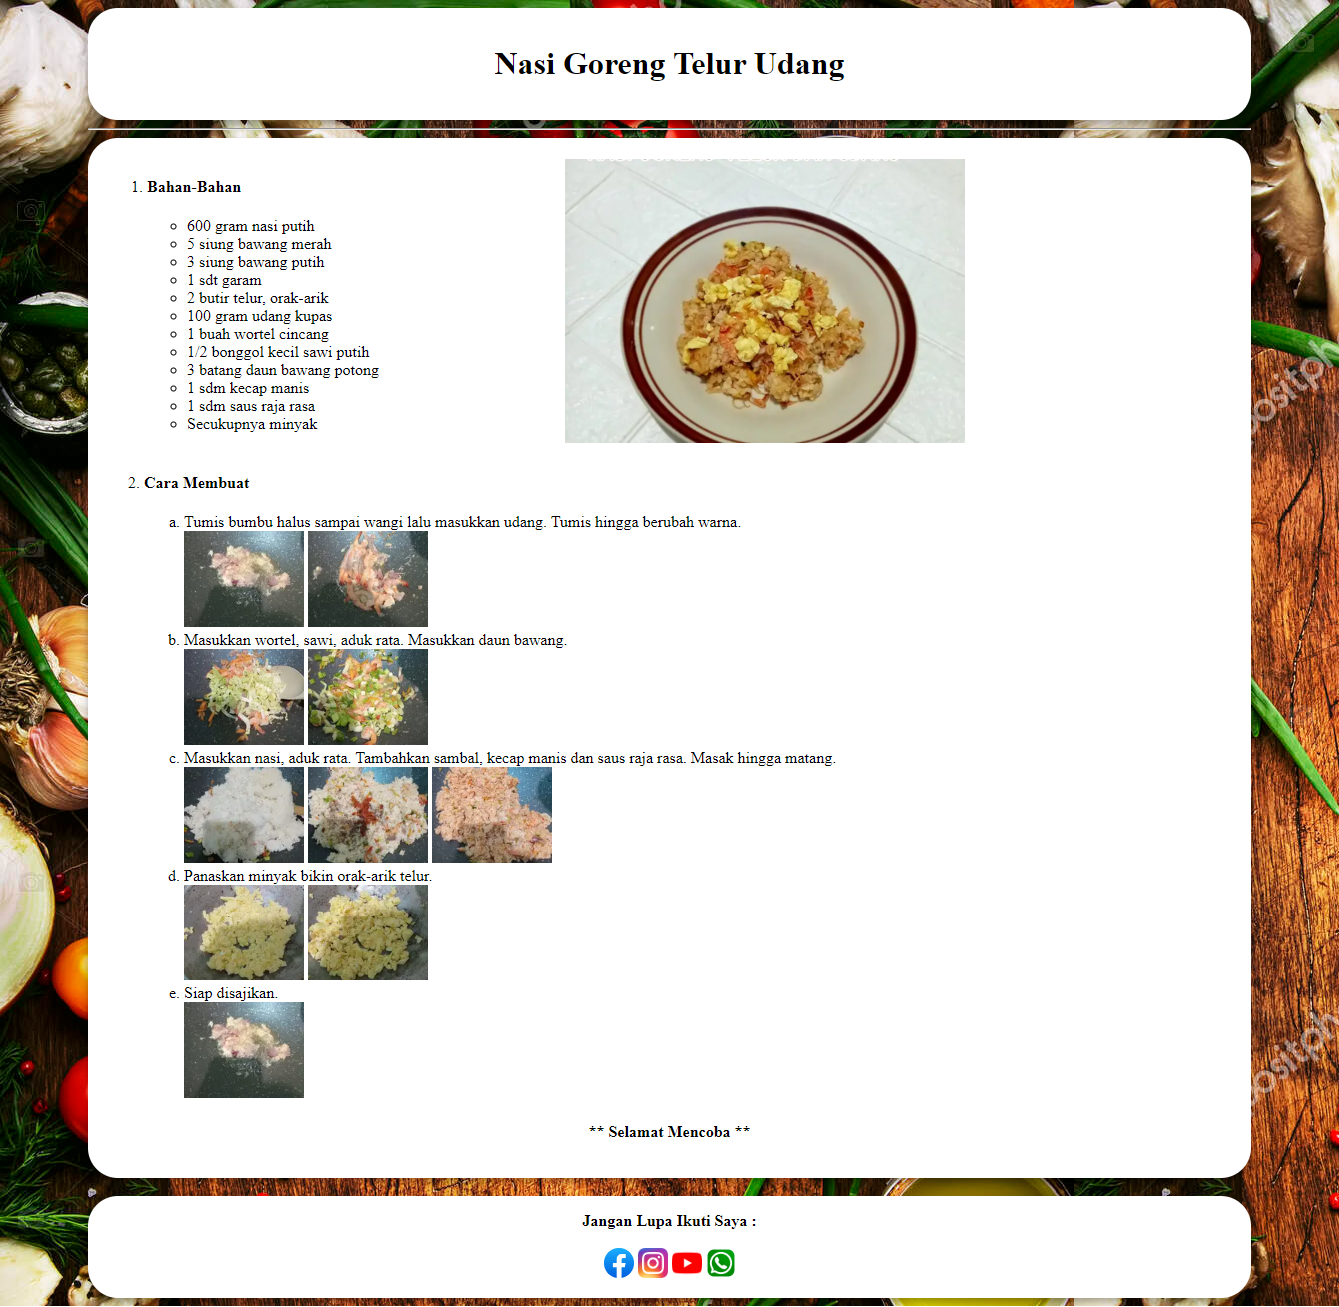 Nasi Goreng Telur Udang
1. Bahan-Bahan
600 gram nasi putih
5 siung bawang merah
3 siung bawang putih
1 sdt garam
2 butir telur, orak-arik
100 gram udang kupas
1 buah wortel cincang
1/2 bonggol kecil sawi putih
3 batang daun bawang potong
1 sdm kecap manis
1 sdm saus raja rasa
Secukupnya minyak
2. Cara Membuat
a. Tumis bumbu halus sampai wangi lalu masukkan udang. Tumis hingga berubah warna.
b. Masukkan wortel, sawi, aduk rata. Masukkan daun bawang.
c. Masukkan nasi, aduk rata. Tambahkan sambal, kecap manis dan saus raja rasa. Masak hingga matang.
d. Panaskan minyak bikin orak-arik telur.
e. Siap disajikan.
** Selamat Mencoba **
Jangan Lupa Ikuti Saya :